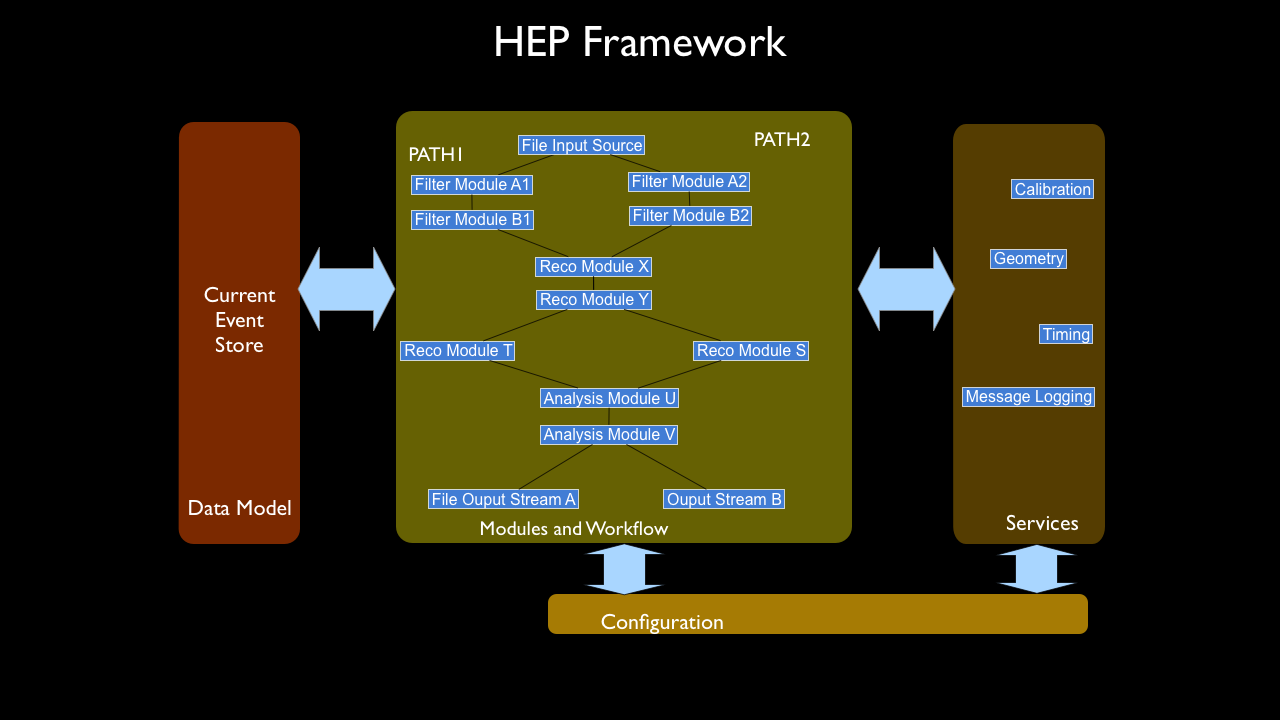 HEP Framework
PATH1
File Input Source
PATH2
Filter Module A1
Filter Module A2
Filter Module B1
Filter Module B2
Reco Module X
Reco Module Y
Reco Module T
Reco Module S
Analysis Module U
Analysis Module V
File Ouput Stream A
Ouput Stream B
Modules and Workflow
Current
Event
Store
Data Model
Calibration
Geometry
Timing
Message Logging
Services
Configuration